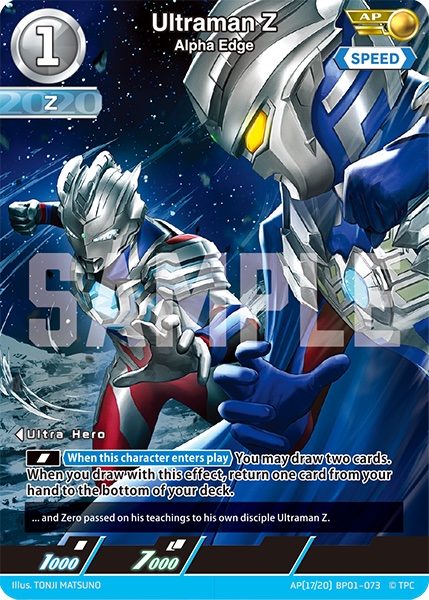 1
Ultraman Z
Alpha Edge
AP
SPEED
2020
Z
SAMPLE
Ultra Hero
When this character enters play You may draw two cards.
When you draw with this effect, return one card from your
hand to the bottom of your deck.
... and Zero passed on his teachings to his own disciple Ultraman Z.
1000 7000
Illus. TONJI MATSUNO AP(17/20) BP01-073 © TPC